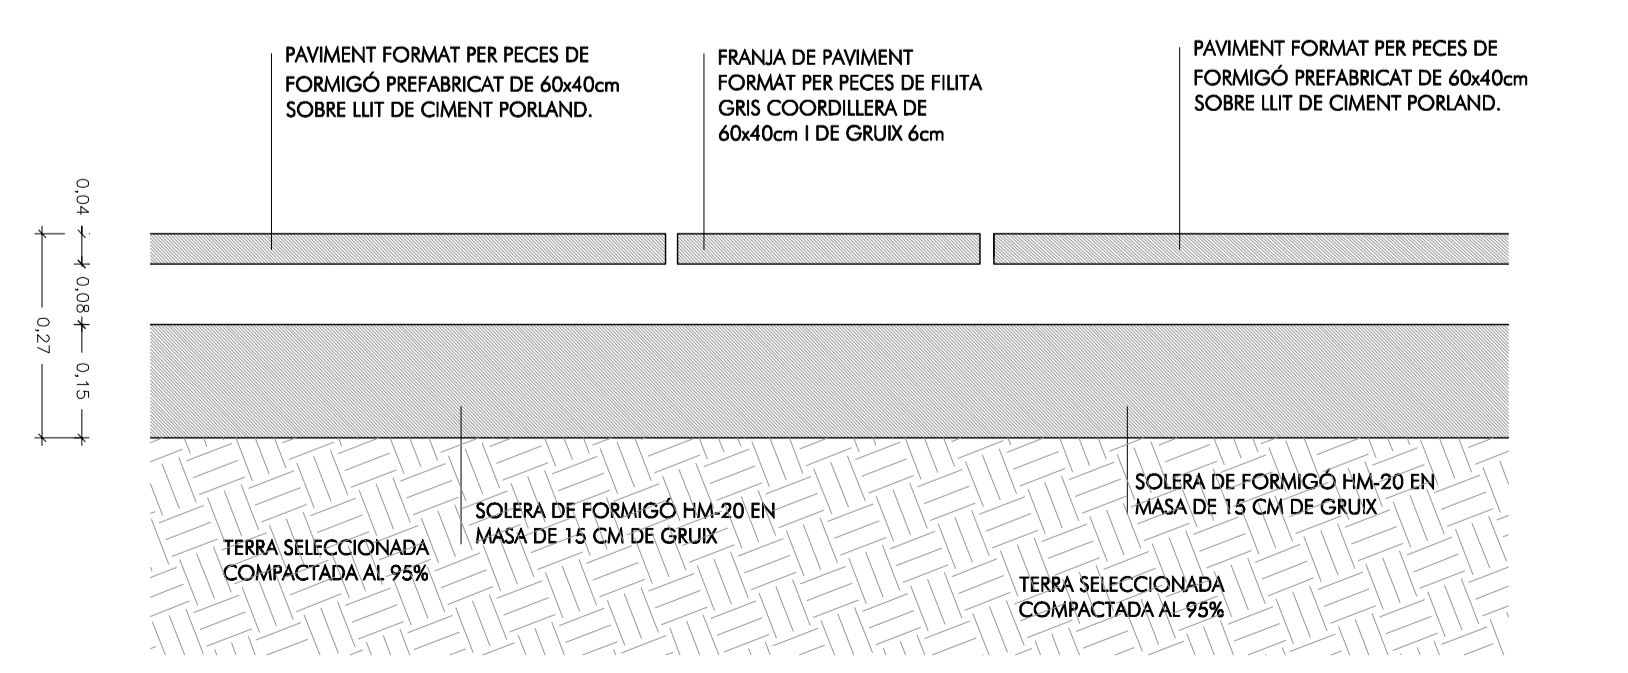 PAVIMENT FORMAT PER PECES DE
FORMIGÓ PREFABRICAT DE 60x40cm
SOBRE LLIT DE CIMENT PORLAND.
FRANJA DE PAVIMENT
FORMAT PER PECES DE FILITA
GRIS COORDILLERA DE
60x40cm I DE GRUIX 6cm
PAVIMENT FORMAT PER PECES DE
FORMIGÓ PREFABRICAT DE 60x40cm
SOBRE LLIT DE CIMENT PORLAND.
0,04
0,08
0,27
0,15
SOLERA DE FORMIGÓ HM-20 EN
MASA DE 15 CM DE GRUIX
TERRA SELECCIONADA
COMPACTADA AL 95%
SOLERA DE FORMIGÓ HM-20 EN
MASA DE 15 CM DE GRUIX
TERRA SELECCIONADA
COMPACTADA AL 95%